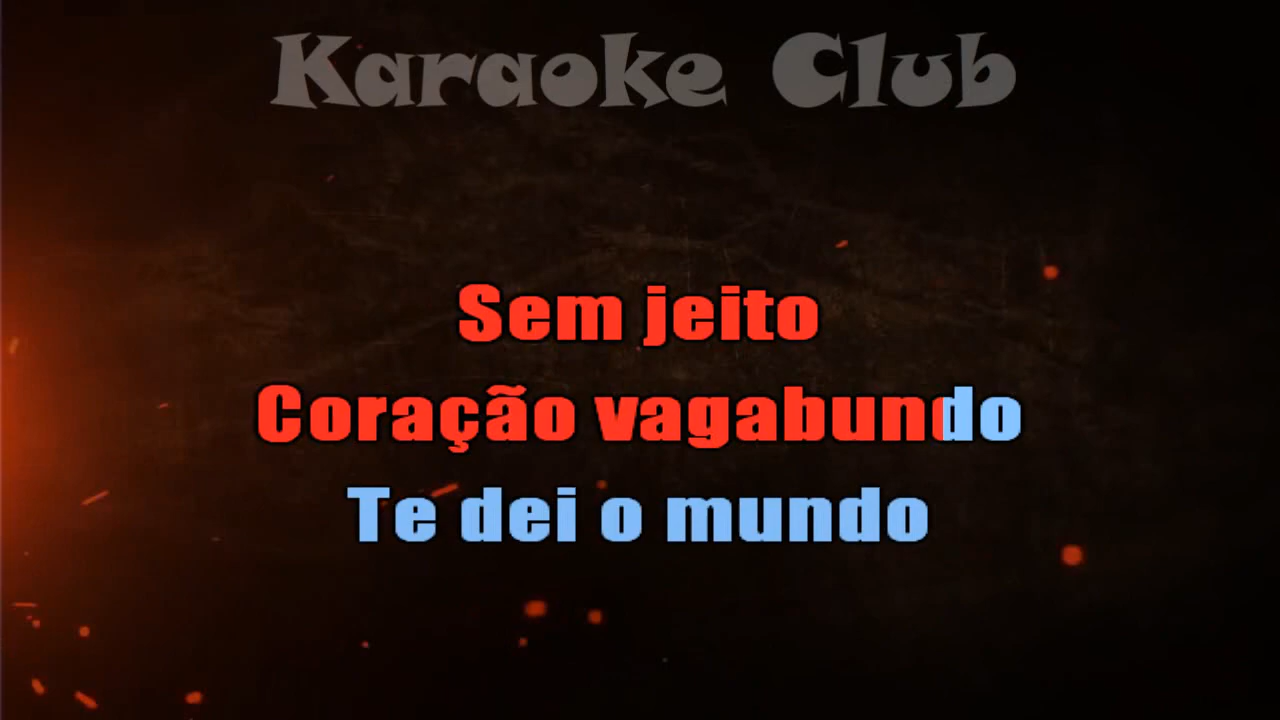 Karaoke Club
Sem jeito
Coração vagabundo
Te dei o mundo